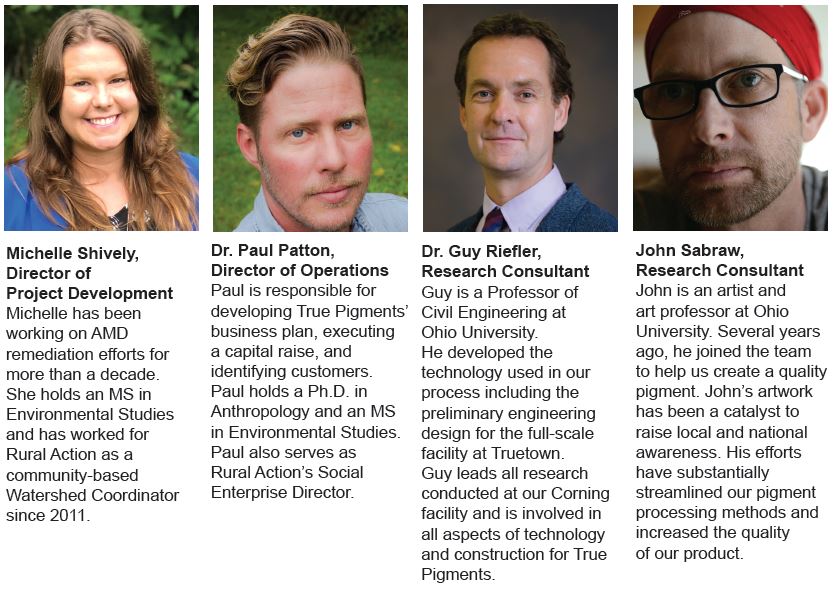 Michelle Shively,
Director of
Project Development
Michelle has been
working on AMD
remediation efforts for
more than a decade.
She holds an MS in
Environmental Studies
and has worked for
Rural Action as a
community-based
Watershed Coordinator
since 2011.
Dr. Paul Patton,
Director of Operations
Paul is responsible for
developing True Pigments’
business plan, executing
a capital raise, and
identifying customers.
Paul holds a Ph.D. in
Anthropology and an MS
in Environmental Studies.
Paul also serves as
Rural Action’s Social
Enterprise Director.
Dr. Guy Riefler,
Research Consultant
Guy is a Professor of
Civil Engineering at
Ohio University.
He developed the
technology used in our
process including the
preliminary engineering
design for the full-scale
facility at Truetown.
Guy leads all research
conducted at our Corning
facility and is involved in
all aspects of technology
and construction for True
Pigments.
John Sabraw,
Research Consultant
John is an artist and
art professor at Ohio
University. Several years
ago, he joined the team
to help us create a quality
pigment. John’s artwork
has been a catalyst to
raise local and national
awareness. His efforts
have substantially
streamlined our pigment
processing methods and
increased the quality
of our product.